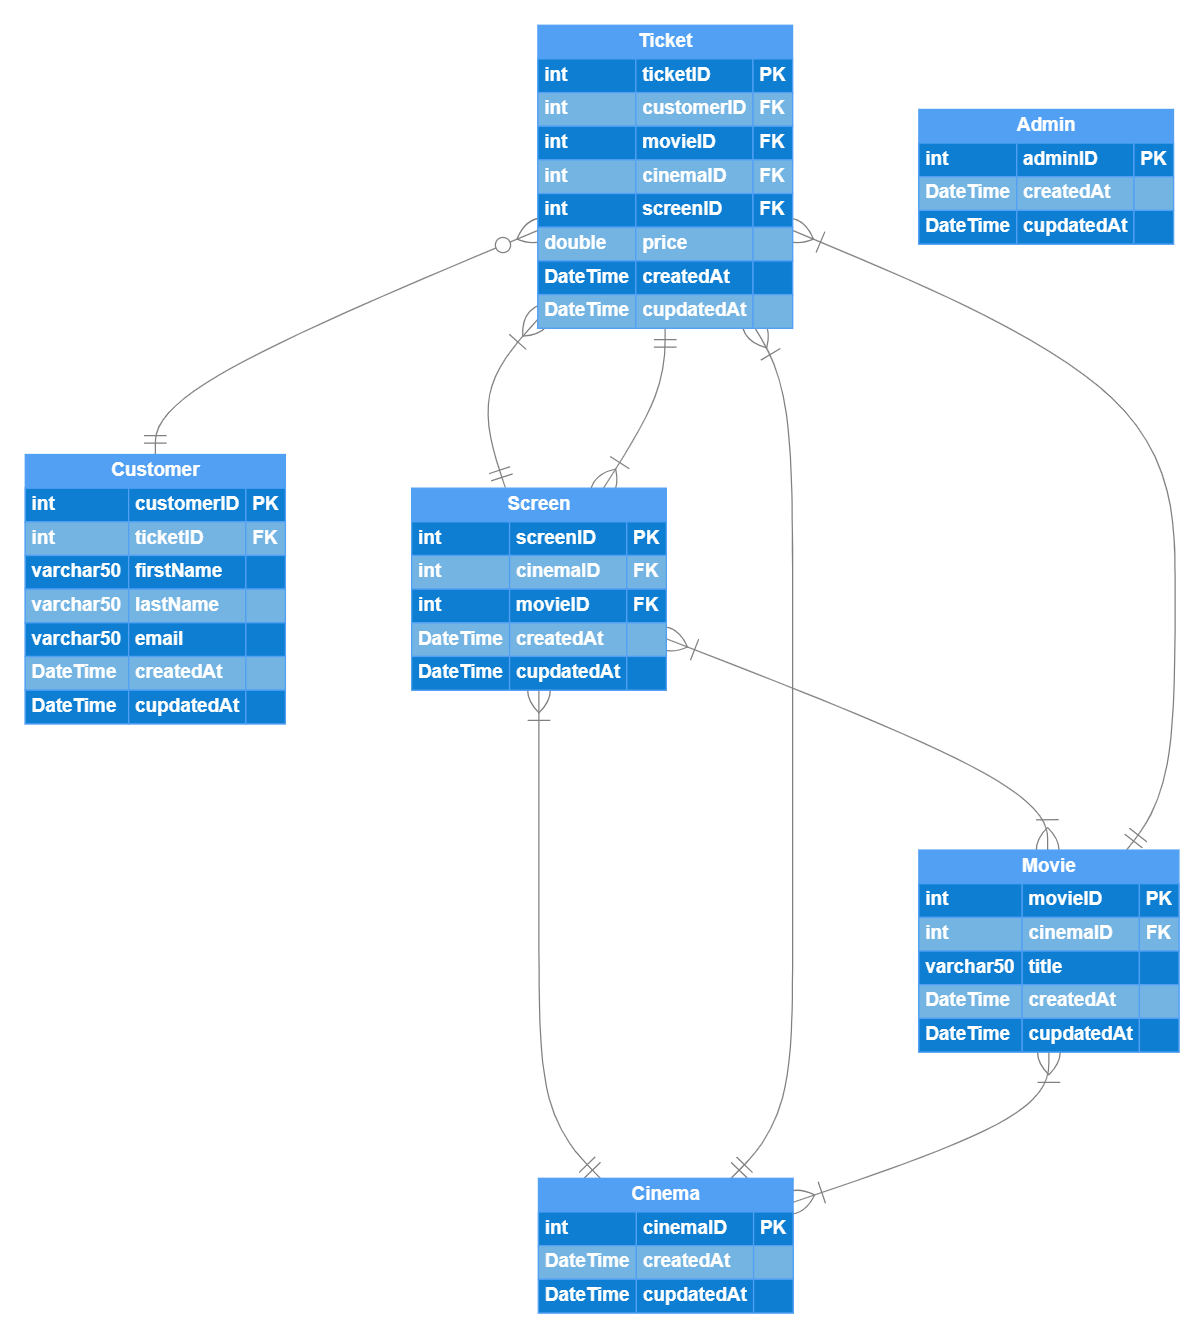 Ticket
int ticketID PK
int customerID FK
int movieID FK
int cinemaID FK
int screenID FK
double price
DateTime createdAt
DateTime cupdatedAt
Admin
int adminID PK
DateTime createdAt
DateTime cupdatedAt
Customer
int customerID PK
int ticketID FK
varchar50 firstName
varchar50 lastName
varchar50 email
DateTime createdAt
DateTime cupdatedAt
Screen
int screenID PK
int cinemaID FK
int movieID FK
DateTime createdAt
DateTime cupdatedAt
Movie
int movieID PK
int cinemaID FK
varchar50 title
DateTime createdAt
DateTime cupdatedAt
Cinema
int cinemaID PK
DateTime createdAt
DateTime cupdatedAt